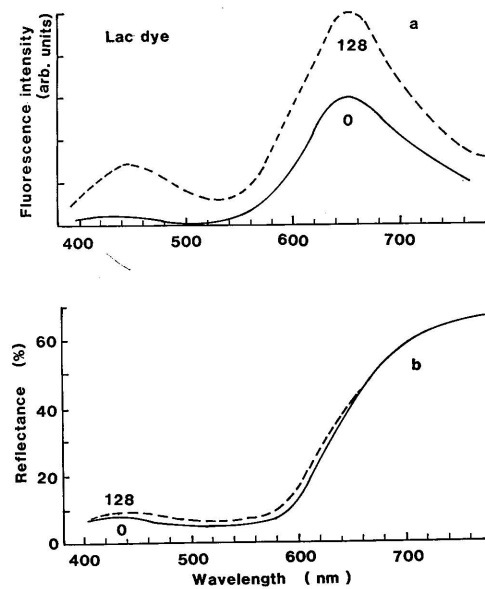 Lac dye
a
128
0
Fluorescence intensity
(arb. units)
400 500 600 700
b
60
40
20
0
Reflectance (%)
128
0
400 500 600 700
Wavelength ( nm )